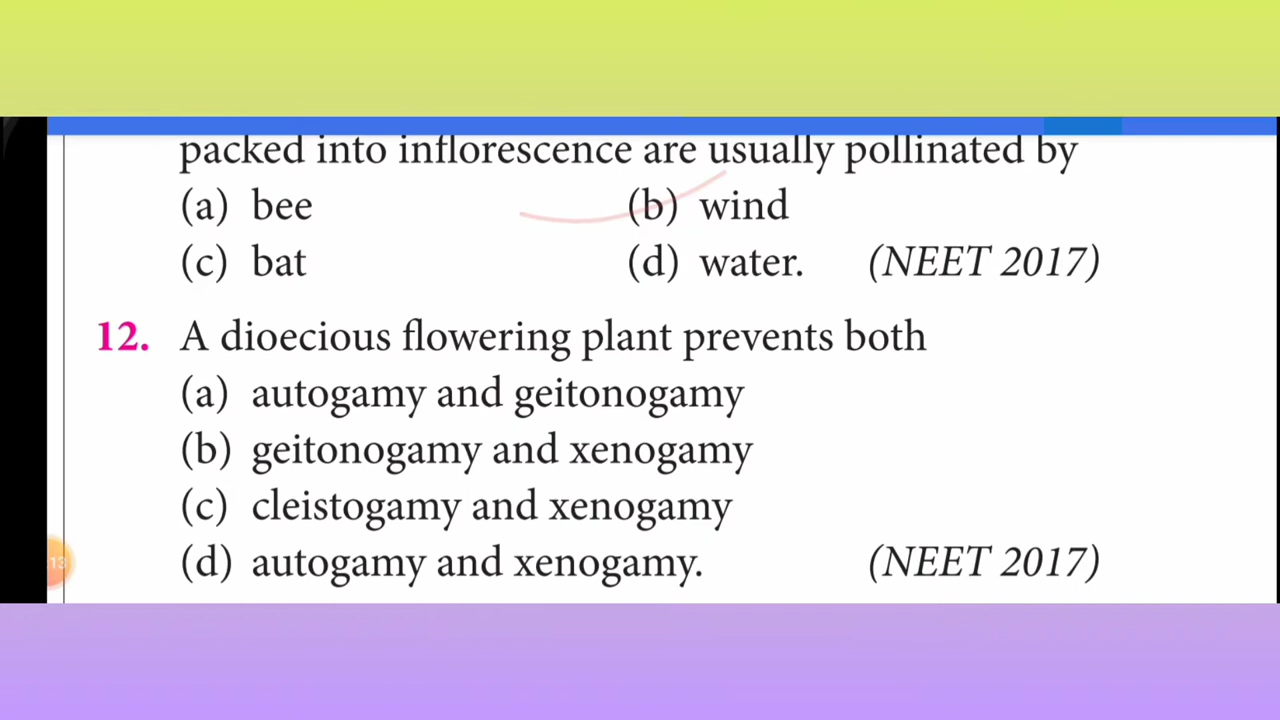 packed into inflorescence are usually pollinated by
(a) bee (b) wind
(c) bat (d) water. (NEET 2017)
12. A dioecious flowering plant prevents both
(a) autogamy and geitonogamy
(b) geitonogamy and xenogamy
(c) cleistogamy and xenogamy
(d) autogamy and xenogamy. (NEET 2017)
13